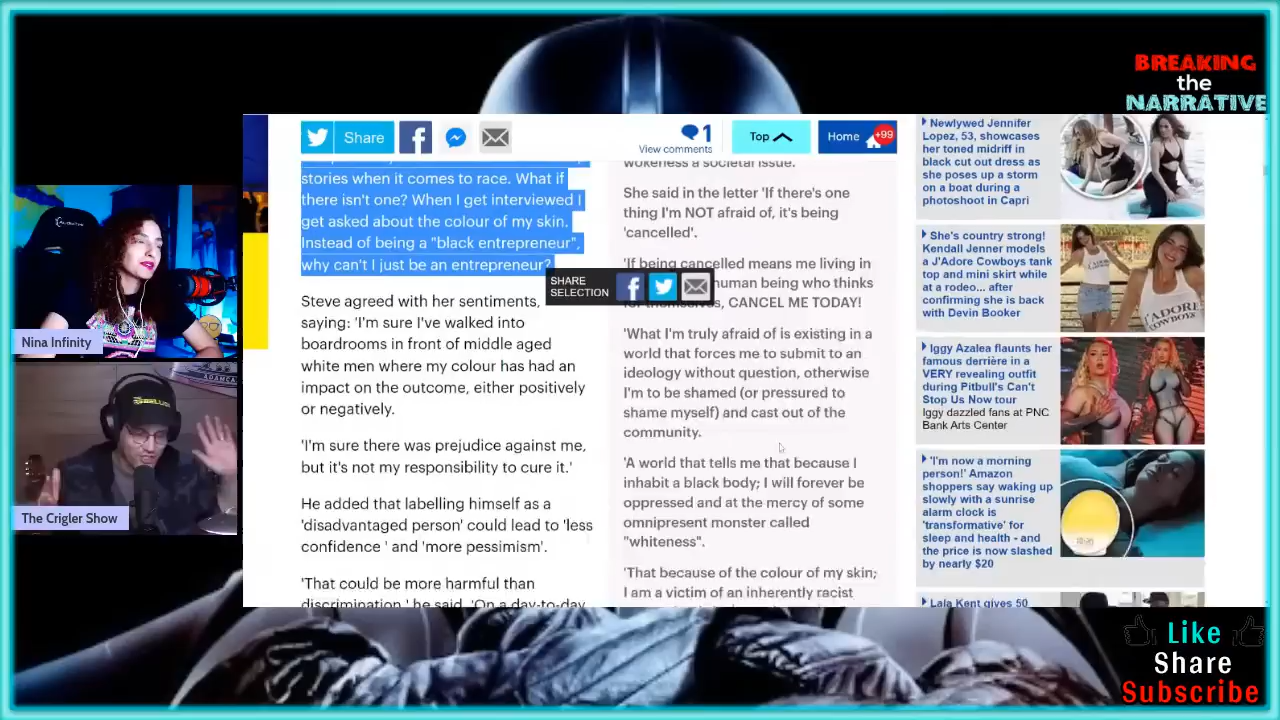 BREAKING
the
NARRATIVE
Share
1
View comments
Top
Home
+99
stories when it comes to race. What if
there isn't one? When I get interviewed I
get asked about the colour of my skin.
Instead of being a "black entrepreneur",
why can't I just be an entrepreneur?
SHARE
SELECTION
Steve agreed with her sentiments,
saying: 'I'm sure I've walked into
boardrooms in front of middle aged
white men where my colour has had an
impact on the outcome, either positively
or negatively.
'I'm sure there was prejudice against me,
but it's not my responsibility to cure it.'
He added that labelling himself as a
'disadvantaged person' could lead to 'less
confidence ' and 'more pessimism'.
'That could be more harmful than
discrimination,' he said. 'On a day-to-day
wokeness a societal issue.
She said in the letter 'If there's one
thing I'm NOT afraid of, it's being
'cancelled'.
'If being cancelled means me living in
human being who thinks
for themselves, CANCEL ME TODAY!
'What I'm truly afraid of is existing in a
world that forces me to submit to an
ideology without question, otherwise
I'm to be shamed (or pressured to
shame myself) and cast out of the
community.
'A world that tells me that because I
inhabit a black body; I will forever be
oppressed and at the mercy of some
omnipresent monster called
"whiteness".
'That because of the colour of my skin;
I am a victim of an inherently racist
Newlywed Jennifer
Lopez, 53, showcases
her toned midriff in
black cut out dress as
she poses up a storm
on a boat during a
photoshoot in Capri
She's country strong!
Kendall Jenner models
a J'Adore Cowboys tank
top and mini skirt while
at a rodeo... after
confirming she is back
with Devin Booker
J'ADORE
COWBOYS
Iggy Azalea flaunts her
famous derrière in a
VERY revealing outfit
during Pitbull's Can't
Stop Us Now tour
Iggy dazzled fans at PNC
Bank Arts Center
'I'm now a morning
person!' Amazon
shoppers say waking up
slowly with a sunrise
alarm clock is
'transformative' for
sleep and health - and
the price is now slashed
by nearly $20
Lala Kent gives 50
Nina Infinity
The Crigler Show
Like
Share
Subscribe